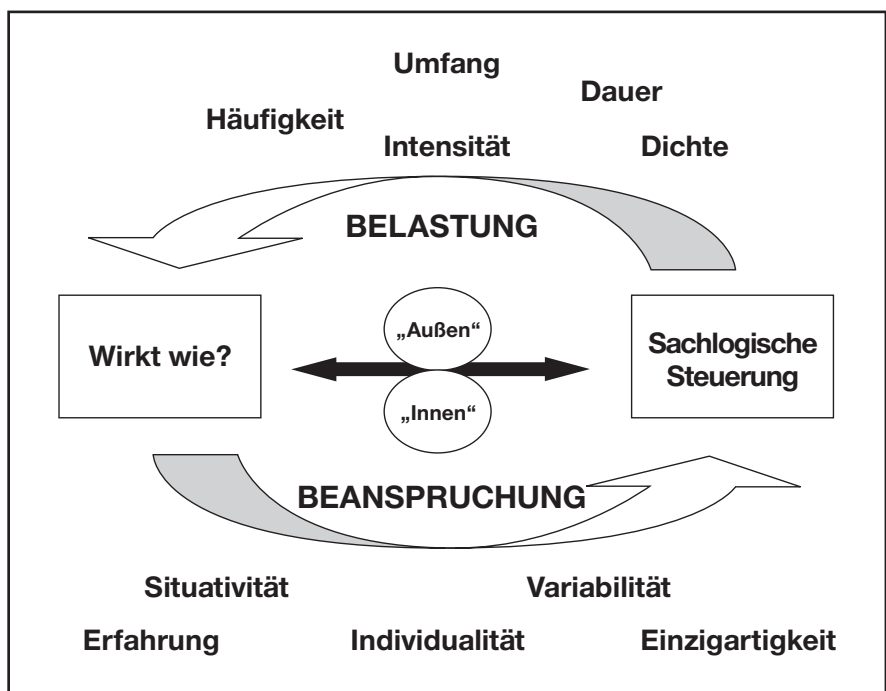 Umfang
Dauer
Häufigkeit
Intensität
Dichte
BELASTUNG
„Außen“
Wirkt wie?
Sachlogische
Steuerung
„Innen“
BEANSPRUCHUNG
Situativität
Variabilität
Erfahrung
Individualität
Einzigartigkeit